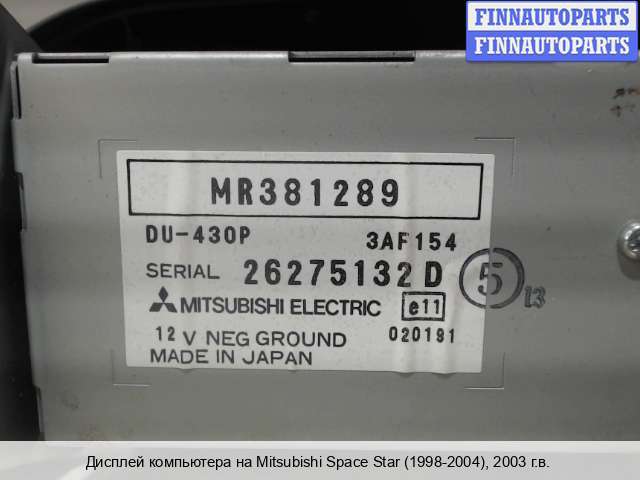 FINNAUTOPARTS
FINNAUTOPARTS
MR381289
DU-430P 3AF154
SERIAL 26275132D 5 13
MITSUBISHI ELECTRIC e11
12 V NEG GROUND 020191
MADE IN JAPAN
Дисплей компьютера на Mitsubishi Space Star (1998-2004), 2003 г.в.